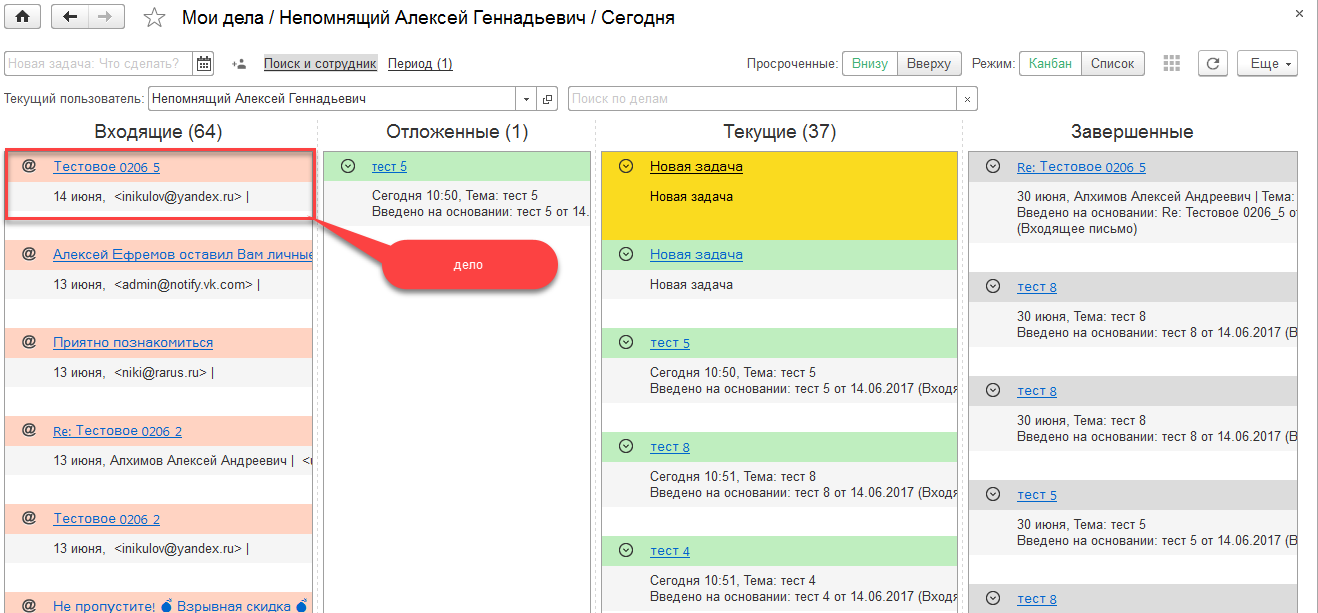 Мои дела / Непомнящий Алексей Геннадьевич / Сегодня
Новая задача: Что сделать?
Поиск и сотрудник
Период (1)
Просроченные:
Внизу
Вверху
Режим:
Канбан
Список
Еще
Текущий пользователь:
Непомнящий Алексей Геннадьевич
Поиск по делам
Входящие (64)
@ Тестовое 0206_5
14 июня, <inikulov@yandex.ru> |
@ Алексей Ефремов оставил Вам личные
13 июня, <admin@notify.vk.com> |
@ Приятно познакомиться
13 июня, <niki@rarus.ru> |
@ Re: Тестовое 0206_2
13 июня, Алхимов Алексей Андреевич | <
@ Тестовое 0206_2
13 июня, <inikulov@yandex.ru> |
@ Не пропустите! 💣 Взрывная скидка 💣
Отложенные (1)
тест 5
Сегодня 10:50, Тема: тест 5
Введено на основании: тест 5 от 14.
дело
Текущие (37)
Новая задача
Новая задача
Новая задача
Новая задача
тест 5
Сегодня 10:50, Тема: тест 5
Введено на основании: тест 5 от 14.06.2017 (Входя
тест 8
Сегодня 10:51, Тема: тест 8
Введено на основании: тест 8 от 14.06.2017 (Входя
тест 4
Сегодня 10:51, Тема: тест 4
Введено на основании: тест 4 от 14.06.2017 (Входя
Завершенные
Re: Тестовое 0206_5
30 июня, Алхимов Алексей Андреевич | Тема:
Введено на основании: Re: Тестовое 0206_5 о
(Входящее письмо)
тест 8
30 июня, Тема: тест 8
Введено на основании: тест 8 от 14.06.2017 (В
тест 8
30 июня, Тема: тест 8
Введено на основании: тест 8 от 14.06.2017 (В
тест 5
30 июня, Тема: тест 5
Введено на основании: тест 5 от 14.06.2017 (В
тест 8